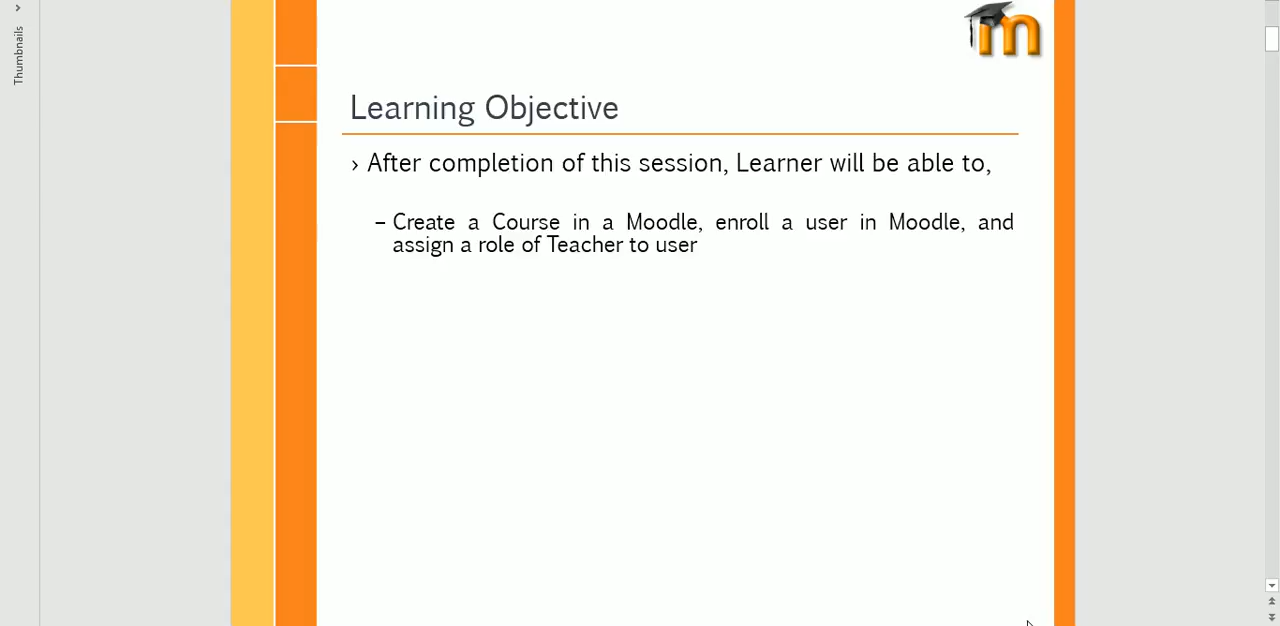 Thumbnails
m
Learning Objective
› After completion of this session, Learner will be able to,
– Create a Course in a Moodle, enroll a user in Moodle, and
assign a role of Teacher to user